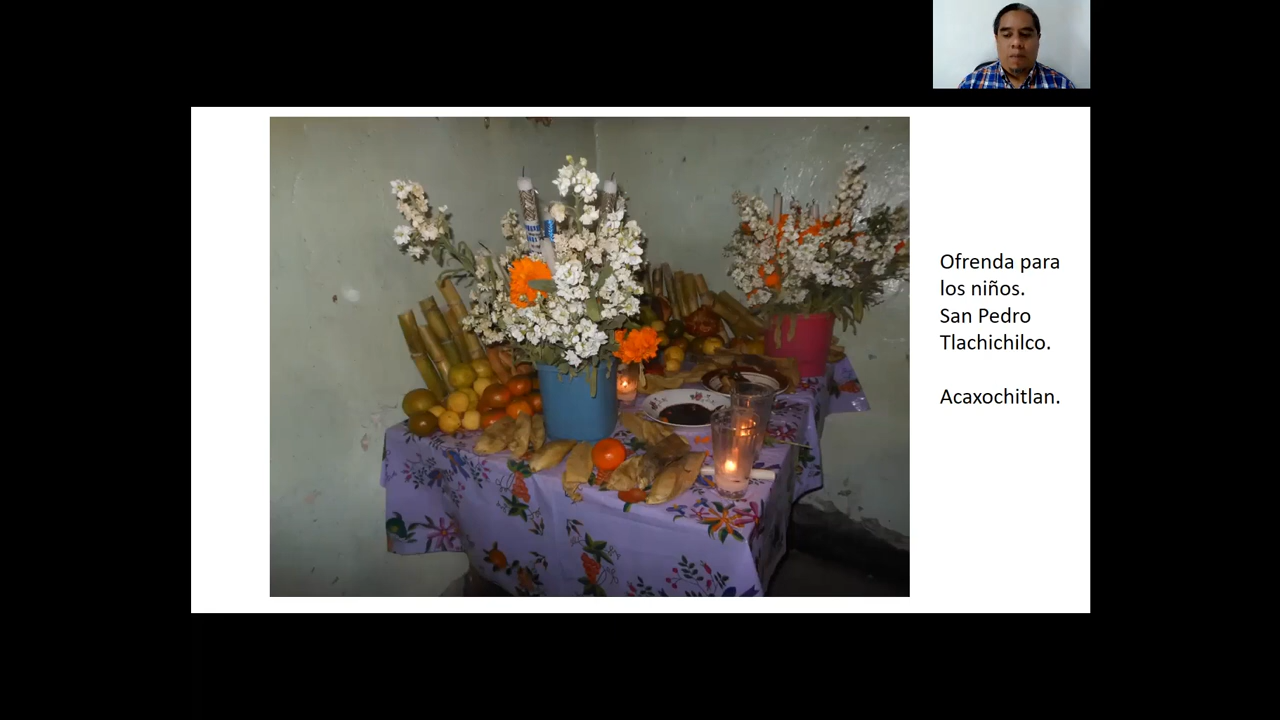 Ofrenda para
los niños.
San Pedro
Tlachichilco.
Acaxochitlan.